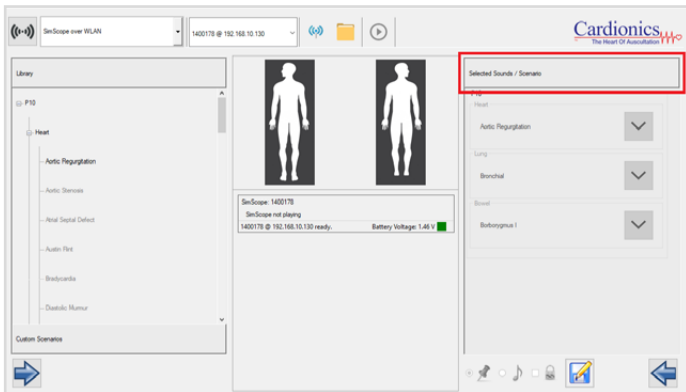 SimScope over WLAN
1400178 @ 192.168.10.130
Cardionics
The Heart Of Auscultation
Library
P10
Heart
Aortic Regurgitation
Aortic Stenosis
Atrial Septal Defect
Austin Flint
Bradycardia
Diastolic Murmur
Custom Scenarios
SimScope: 1400178
SimScope not playing
1400178 @ 192.168.10.130 ready. Battery Voltage: 1.46 V
Selected Sounds / Scenario
P10
Heart
Aortic Regurgitation
Lung
Bronchial
Bowel
Borborygmus I